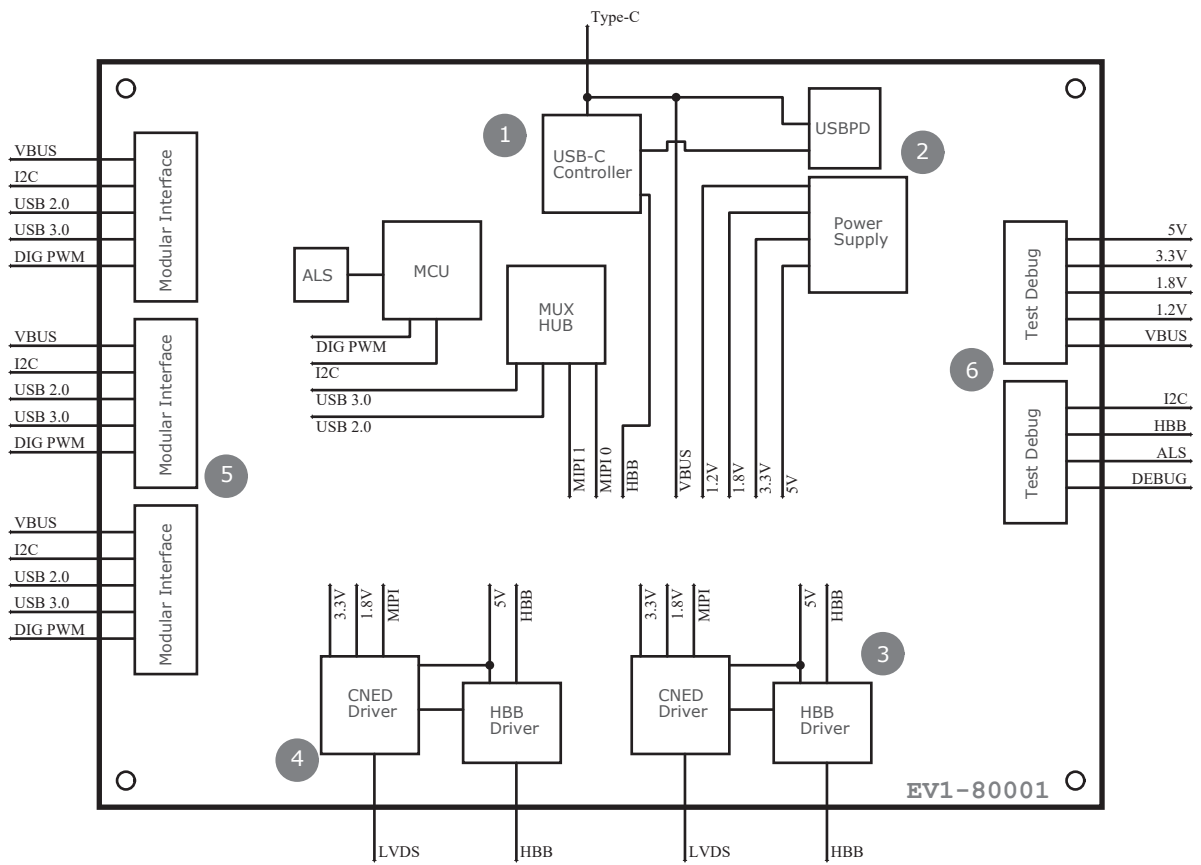 Type-C
1
USB-C
Controller
USBPD
2
Power
Supply
VBUS
I2C
USB 2.0
USB 3.0
DIG PWM
Modular Interface
ALS
MCU
MUX
HUB
DIG PWM
I2C
USB 3.0
USB 2.0
MIPI 1
MIPI 0
HBB
VBUS
1.2V
1.8V
3.3V
5V
Test Debug
5V
3.3V
1.8V
1.2V
VBUS
6
VBUS
I2C
USB 2.0
USB 3.0
DIG PWM
Modular Interface
5
Test Debug
I2C
HBB
ALS
DEBUG
VBUS
I2C
USB 2.0
USB 3.0
DIG PWM
Modular Interface
3.3V
1.8V
MIPI
5V
HBB
CNED
Driver
HBB
Driver
4
3.3V
1.8V
MIPI
5V
HBB
3
CNED
Driver
HBB
Driver
EV1-80001
LVDS
HBB
LVDS
HBB